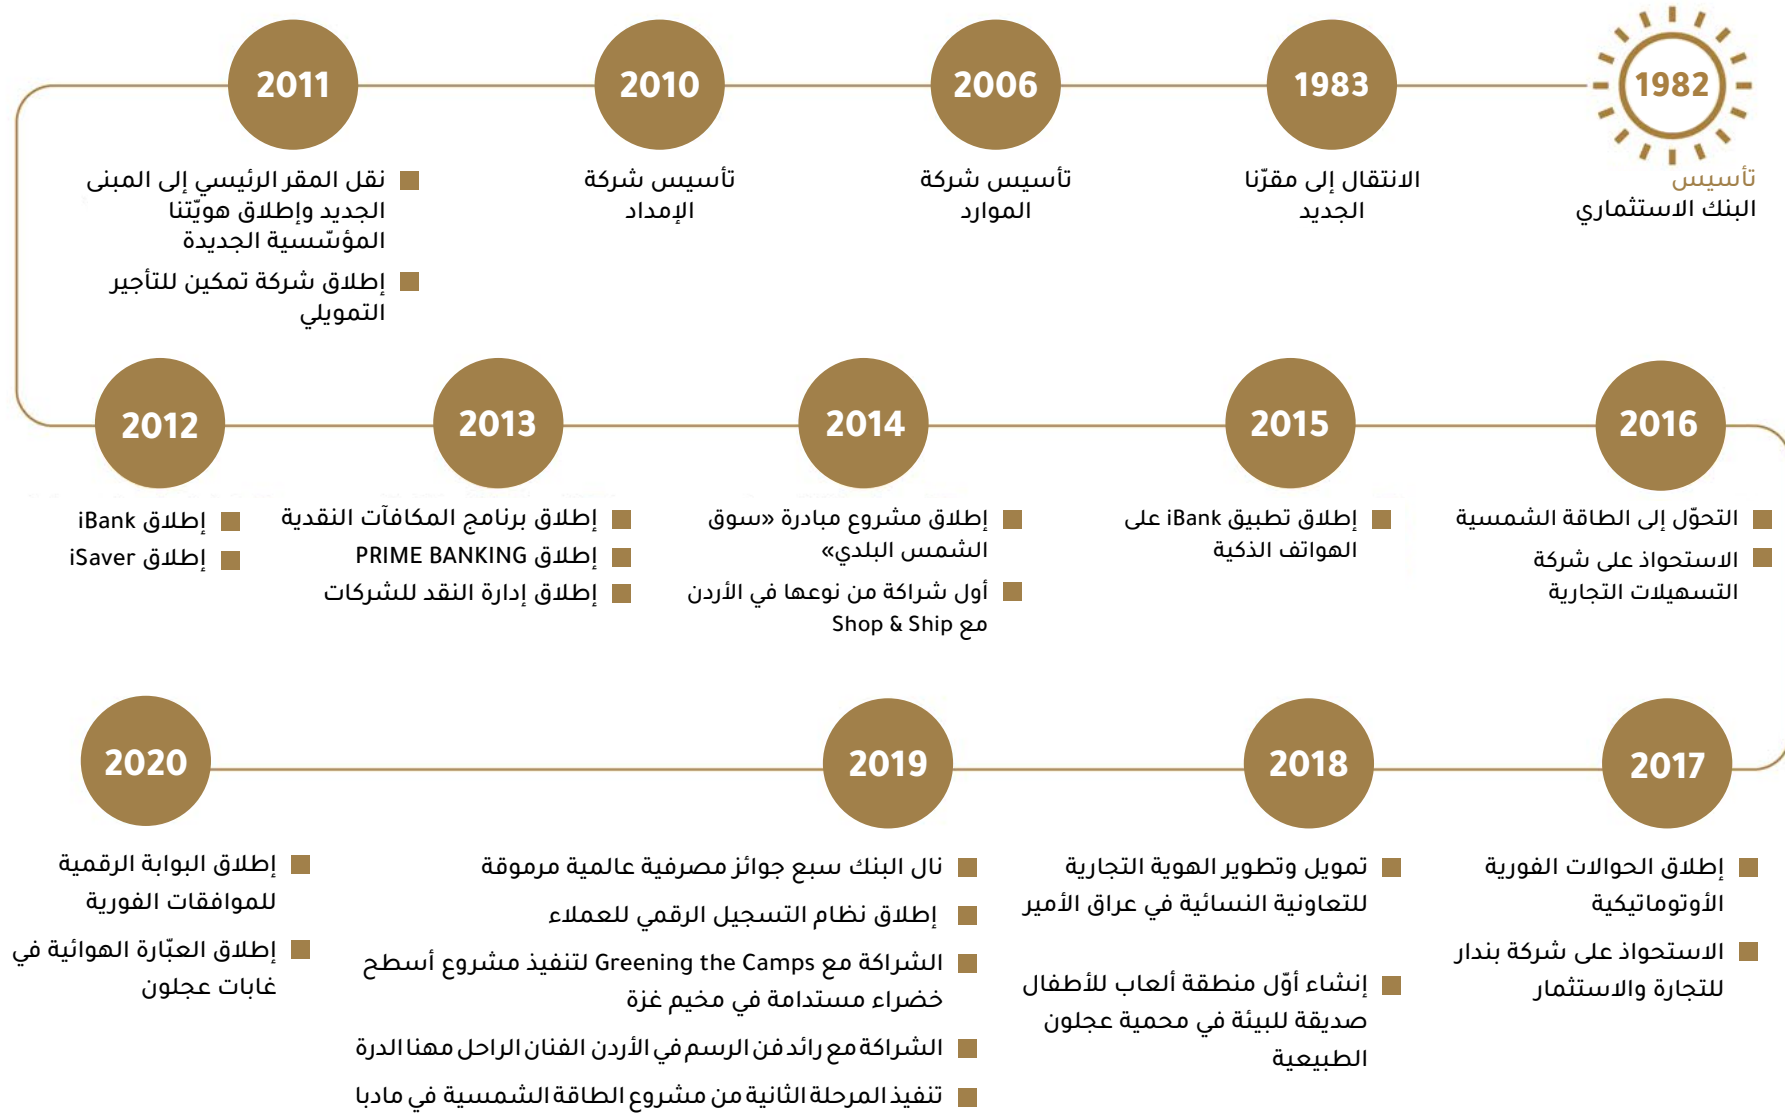 1982
تأسيس
البنك الاستثماري
1983
الانتقال إلى مقرّنا
الجديد
2006
تأسيس شركة
الموارد
2010
تأسيس شركة
الإمداد
2011
نقل المقر الرئيسي إلى المبنى
الجديد وإطلاق هويّتنا
المؤسّسية الجديدة
إطلاق شركة تمكين للتأجير
التمويلي
2012
إطلاق iBank
إطلاق iSaver
2013
إطلاق برنامج المكافآت النقدية
إطلاق PRIME BANKING
إطلاق إدارة النقد للشركات
2014
إطلاق مشروع مبادرة «سوق
الشمس البلدي»
أول شراكة من نوعها في الأردن
مع Shop & Ship
2015
إطلاق تطبيق iBank على
الهواتف الذكية
2016
التحوّل إلى الطاقة الشمسية
الاستحواذ على شركة
التسهيلات التجارية
2017
إطلاق الحوالات الفورية
الأوتوماتيكية
الاستحواذ على شركة بندار
للتجارة والاستثمار
2018
تمويل وتطوير الهوية التجارية
للتعاونية النسائية في عراق الأمير
إنشاء أوّل منطقة ألعاب للأطفال
صديقة للبيئة في محمية عجلون
الطبيعية
2019
نال البنك سبع جوائز مصرفية عالمية مرموقة
إطلاق نظام التسجيل الرقمي للعملاء
الشراكة مع Greening the Camps لتنفيذ مشروع أسطح
خضراء مستدامة في مخيم غزة
الشراكة مع رائد فن الرسم في الأردن الفنان الراحل مهنا الدرة
تنفيذ المرحلة الثانية من مشروع الطاقة الشمسية في مادبا
2020
إطلاق البوابة الرقمية
للموافقات الفورية
إطلاق العبّارة الهوائية في
غابات عجلون